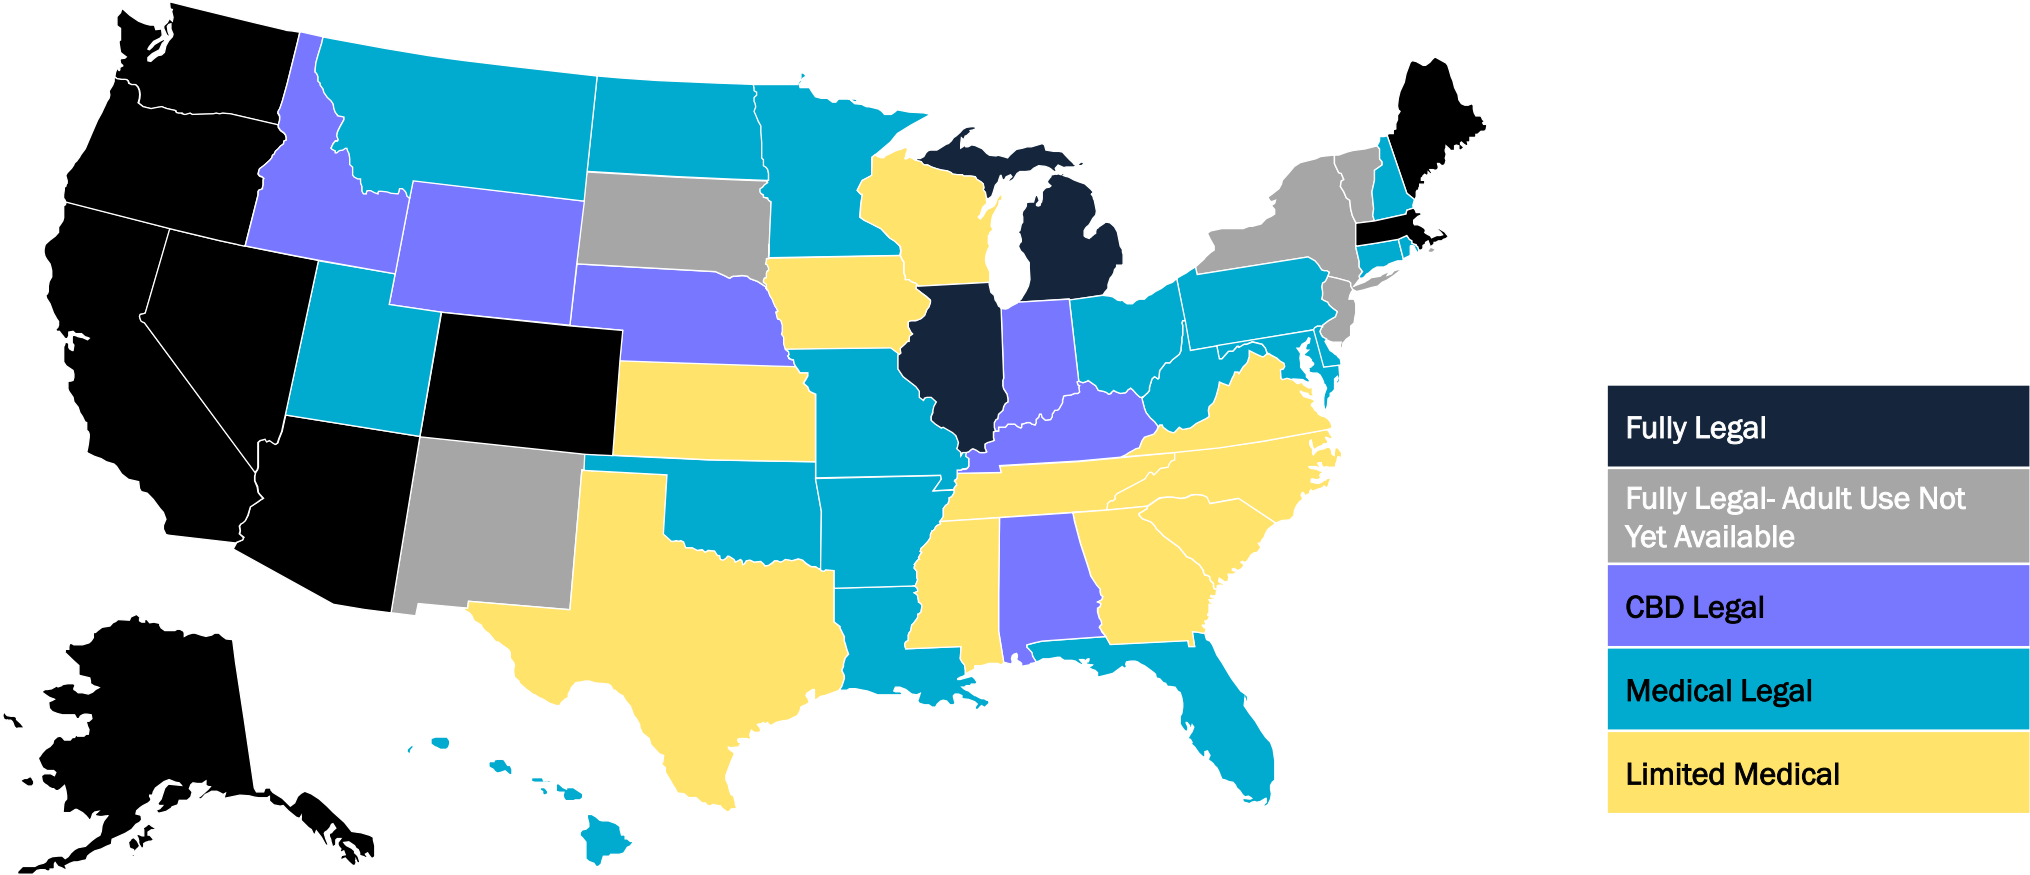 Fully Legal
Fully Legal- Adult Use Not
Yet Available
CBD Legal
Medical Legal
Limited Medical